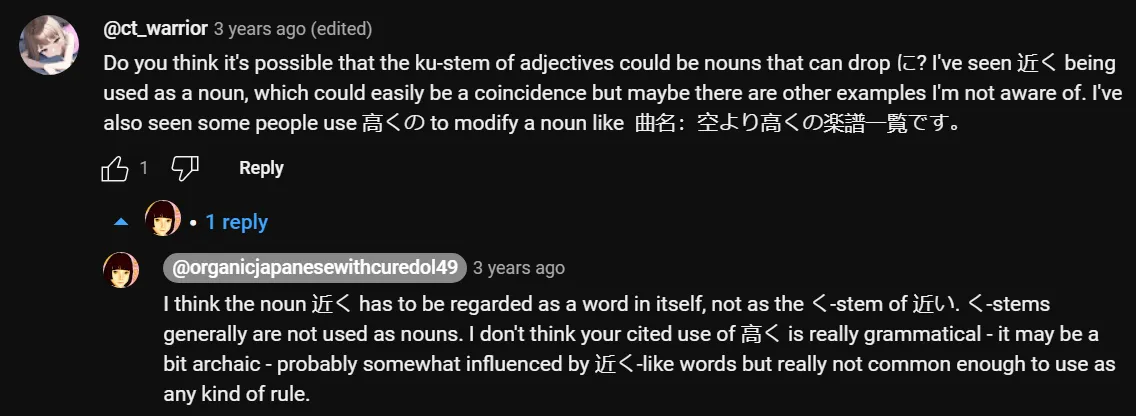 @ct_warrior 3 years ago (edited)
Do you think it's possible that the ku-stem of adjectives could be nouns that can drop に? I've seen 近く being
used as a noun, which could easily be a coincidence but maybe there are other examples I'm not aware of. I've
also seen some people use 高くの to modify a noun like 曲名：空より高くの楽譜一覧です。
1 Reply
• 1 reply
@organicjapanesewithcuredol49 3 years ago
I think the noun 近く has to be regarded as a word in itself, not as the く-stem of 近い. く-stems
generally are not used as nouns. I don't think your cited use of 高く is really grammatical - it may be a
bit archaic - probably somewhat influenced by 近く-like words but really not common enough to use as
any kind of rule.